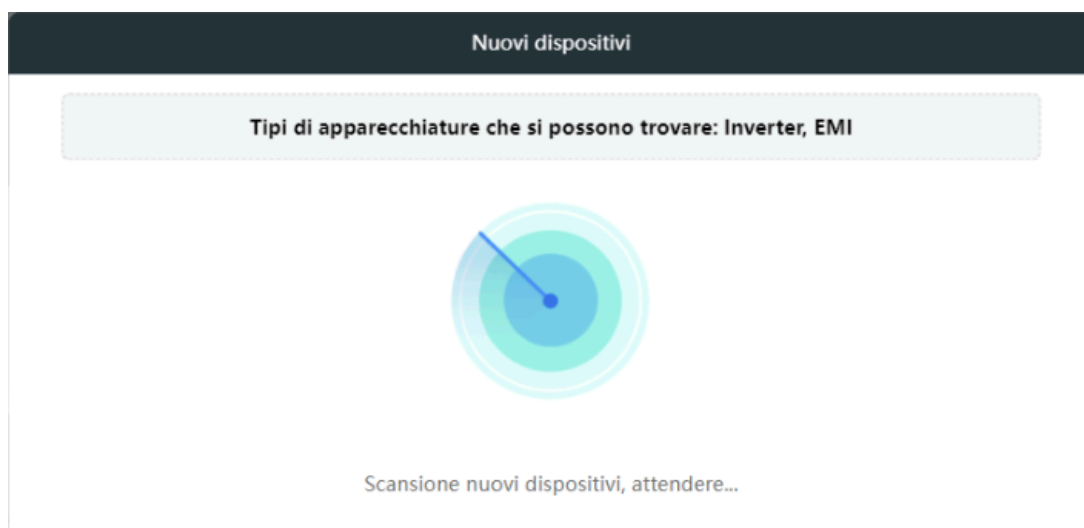 Nuovi dispositivi
Tipi di apparecchiature che si possono trovare: Inverter, EMI
Scansione nuovi dispositivi, attendere...